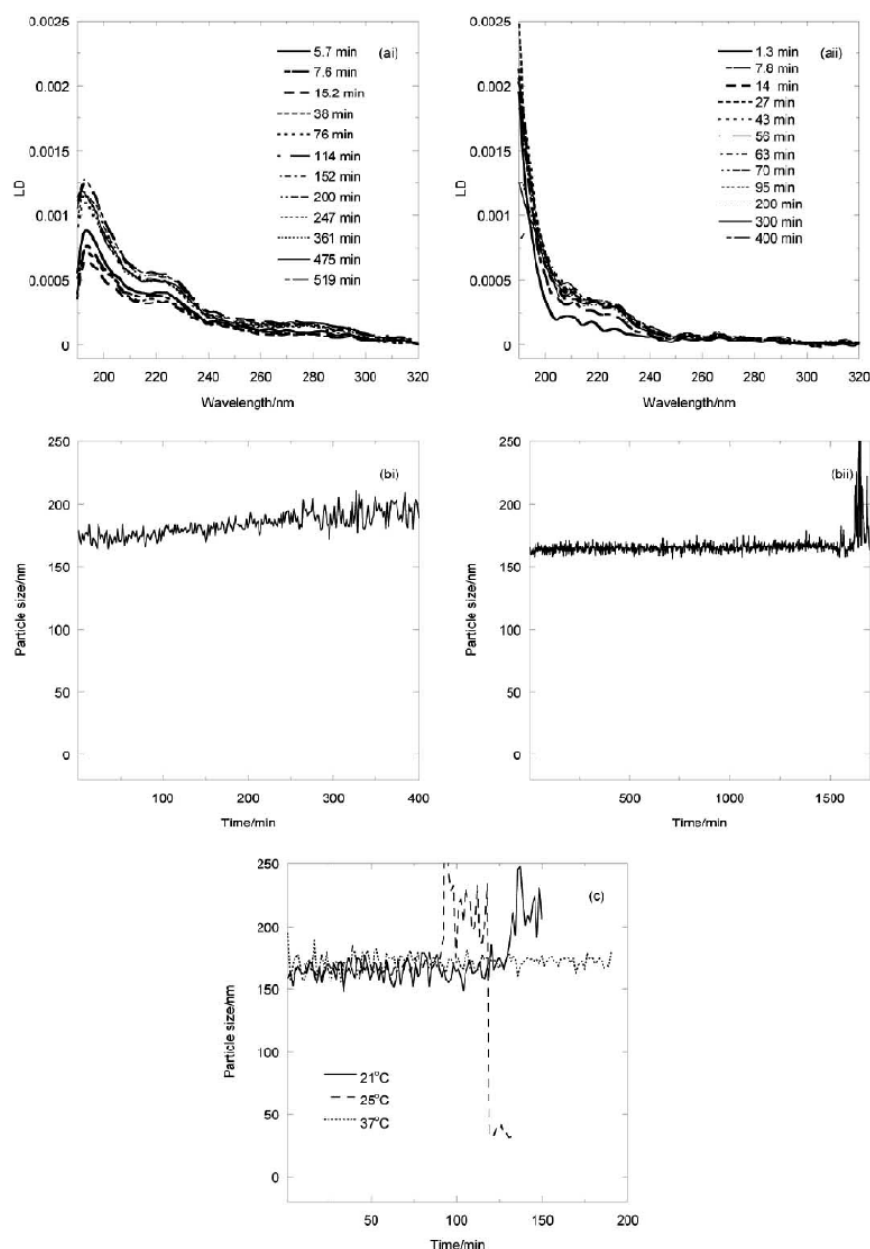 0.0025
0.002
0.0015
0.001
0.0005
0
LD
(ai)
5.7 min
7.6 min
15.2 min
38 min
76 min
114 min
152 min
200 min
247 min
361 min
475 min
519 min
200 220 240 260 280 300 320
Wavelength/nm
0.0025
0.002
0.0015
0.001
0.0005
0
LD
(aii)
1.3 min
7.8 min
14 min
27 min
43 min
56 min
63 min
70 min
95 min
200 min
300 min
400 min
200 220 240 260 280 300 320
Wavelength/nm
250
200
150
100
50
0
Particle size/nm
(bi)
100 200 300 400
Time/min
250
200
150
100
50
0
Particle size/nm
(bii)
500 1000 1500
Time/min
250
200
150
100
50
0
Particle size/nm
(c)
21°C
25°C
37°C
50 100 150 200
Time/min